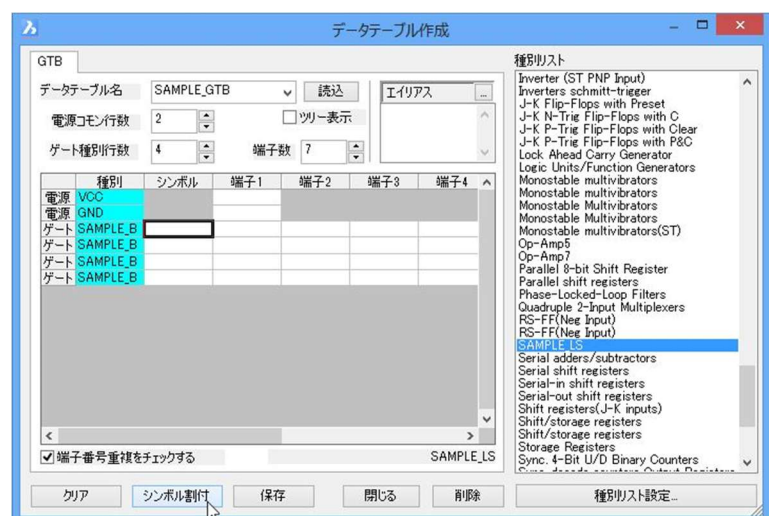 データテーブル作成
GTB
データテーブル名 SAMPLE_GTB 読込 エイリアス ...
電源コモン行数 2 ツリー表示
ゲート種別行数 4 端子数 7
種別 シンボル 端子1 端子2 端子3 端子4
電源 VCC
電源 GND
ゲート SAMPLE_B
ゲート SAMPLE_B
ゲート SAMPLE_B
ゲート SAMPLE_B
端子番号重複をチェックする SAMPLE_LS
クリア シンボル割付 保存 閉じる 削除
種別リスト
Inverter (ST PNP Input)
Inverters schmitt-trigger
J-K Flip-Flops with Preset
J-K N-Trig Flip-Flops with C
J-K P-Trig Flip-Flops with Clear
J-K P-Trig Flip-Flops with P&C
Lock Ahead Carry Generator
Logic Units/Function Generators
Monostable multivibrators
Monostable multivibrators
Monostable Multivibrators
Monostable Multivibrators
Monostable multivibrators(ST)
Op-Amp5
Op-Amp7
Parallel 8-bit Shift Register
Parallel shift registers
Phase-Locked-Loop Filters
Quadruple 2-Input Multiplexers
RS-FF(Neg Input)
RS-FF(Neg Input)
SAMPLE_LS
Serial adders/subtractors
Serial shift registers
Serial-in shift registers
Serial-out shift registers
Shift registers(J-K inputs)
Shift/storage registers
Shift/storage registers
Storage Registers
Sync. 4-Bit U/D Binary Counters
種別リスト設定...